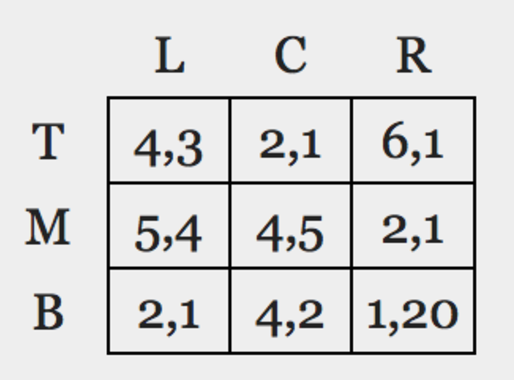 L C R
T 4,3 2,1 6,1
M 5,4 4,5 2,1
B 2,1 4,2 1,20